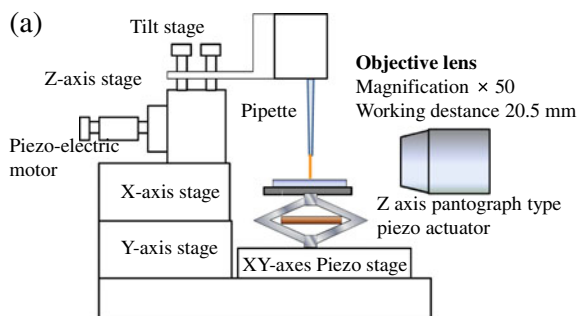 (a)
Tilt stage
Z-axis stage
Objective lens
Magnification × 50
Working destance 20.5 mm
Pipette
Piezo-electric
motor
X-axis stage
Z axis pantograph type
piezo actuator
Y-axis stage
XY-axes Piezo stage